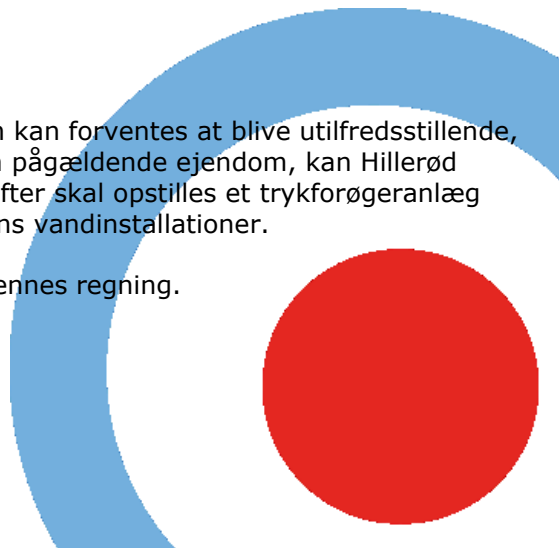 kan forventes at blive utilfredsstillende,
pågældende ejendom, kan Hillerød
fter skal opstilles et trykforøgeranlæg
ns vandinstallationer.
ennes regning.